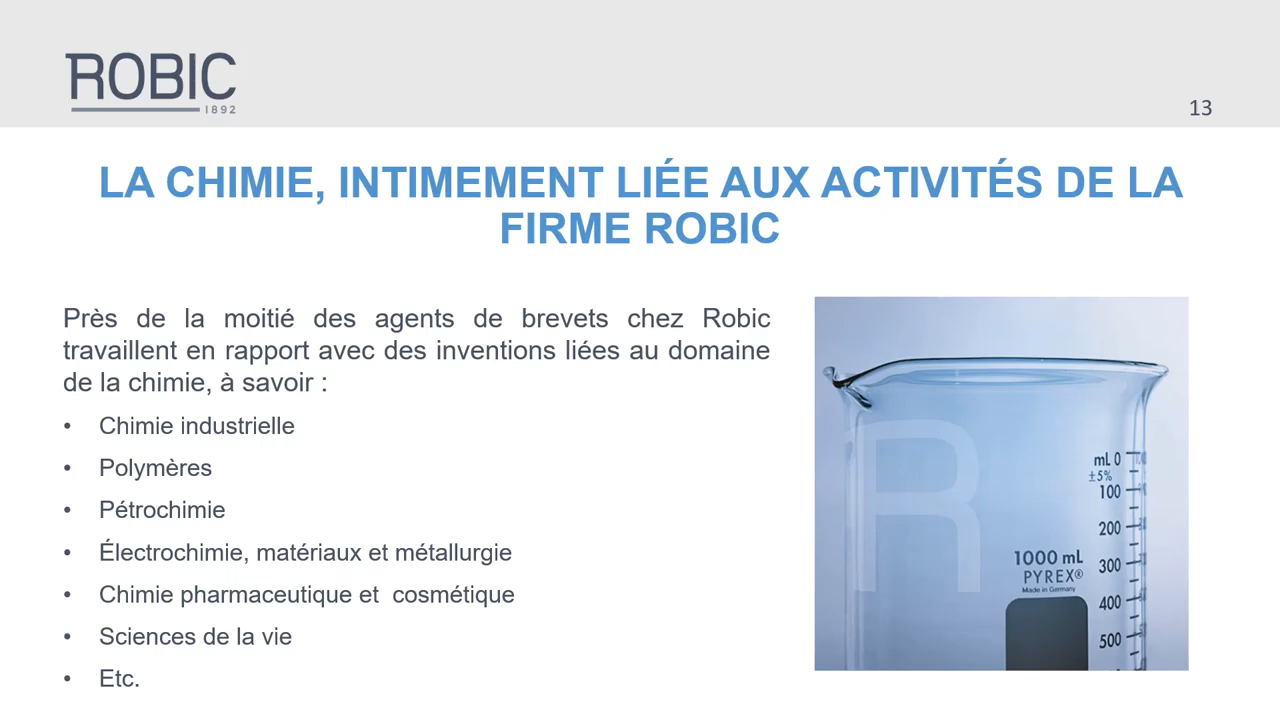 ROBIC
1892
13
LA CHIMIE, INTIMEMENT LIÉE AUX ACTIVITÉS DE LA
FIRME ROBIC
Près de la moitié des agents de brevets chez Robic
travaillent en rapport avec des inventions liées au domaine
de la chimie, à savoir :
• Chimie industrielle
• Polymères
• Pétrochimie
• Électrochimie, matériaux et métallurgie
• Chimie pharmaceutique et  cosmétique
• Sciences de la vie
• Etc.
R
mL 0
±5%
100
200
1000 mL
300
PYREX®
Made in Germany
400
500